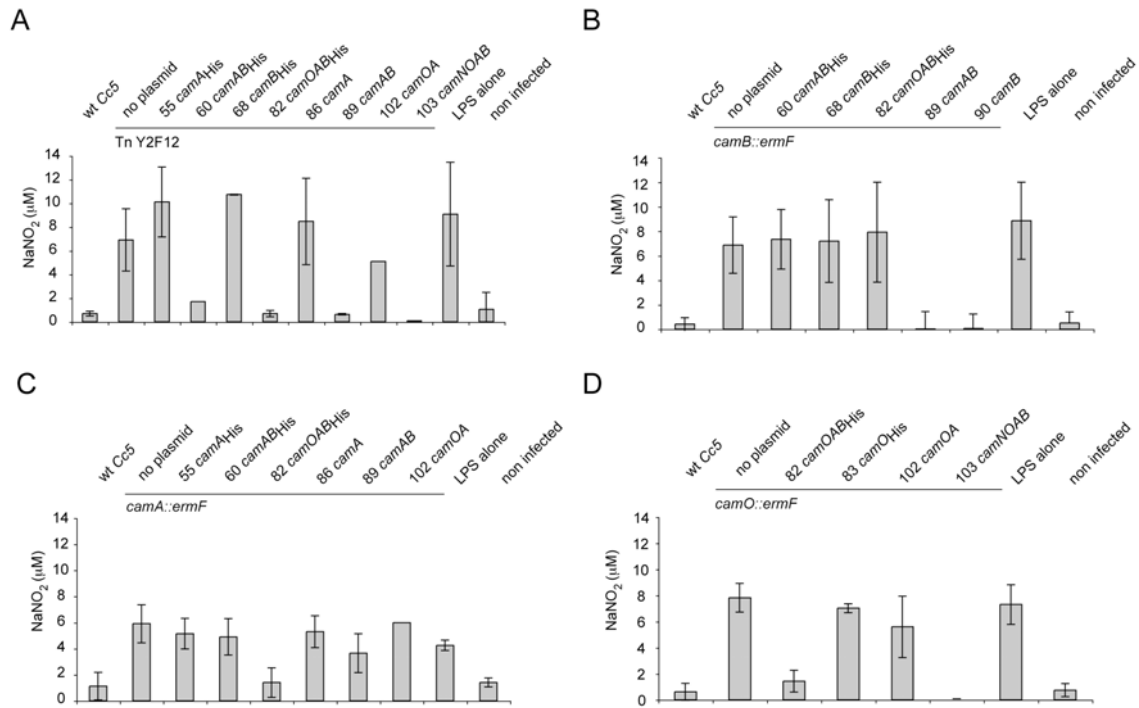 A
wt Cc5
no plasmid
55 camAHis
60 camABHis
68 camBHis
82 camOABHis
86 camA
89 camAB
102 camOA
103 camNOAB
LPS alone
non infected
Tn Y2F12
NaNO2 (μM)
14
12
10
8
6
4
2
0
B
wt Cc5
no plasmid
60 camABHis
68 camBHis
82 camOABHis
89 camAB
90 camB
LPS alone
non infected
camB::ermF
NaNO2 (μM)
14
12
10
8
6
4
2
0
C
wt Cc5
no plasmid
55 camAHis
60 camABHis
82 camOABHis
86 camA
89 camAB
102 camOA
LPS alone
non infected
camA::ermF
NaNO2 (μM)
14
12
10
8
6
4
2
0
D
wt Cc5
no plasmid
82 camOABHis
83 camOHis
102 camOA
103 camNOAB
LPS alone
non infected
camO::ermF
NaNO2 (μM)
14
12
10
8
6
4
2
0